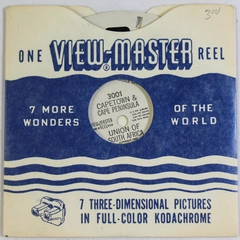 300
ONE VIEW-MASTER REEL
3001
CAPETOWN &
CAPE PENINSULA
7 MORE OF THE
WONDERS WORLD
UNION OF
SOUTH AFRICA
7 THREE-DIMENSIONAL PICTURES
IN FULL-COLOR KODACHROME